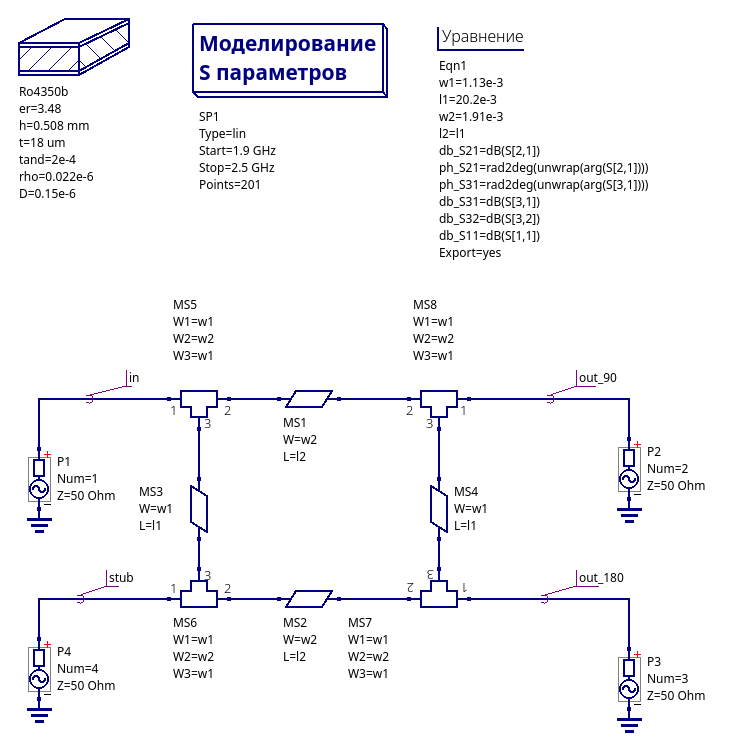 Моделирование
S параметров
Уравнение
Ro4350b
er=3.48
h=0.508 mm
t=18 um
tand=2e-4
rho=0.022e-6
D=0.15e-6
SP1
Type=lin
Start=1.9 GHz
Stop=2.5 GHz
Points=201
Eqn1
w1=1.13e-3
l1=20.2e-3
w2=1.91e-3
l2=l1
db_S21=dB(S[2,1])
ph_S21=rad2deg(unwrap(arg(S[2,1])))
ph_S31=rad2deg(unwrap(arg(S[3,1])))
db_S31=dB(S[3,1])
db_S32=dB(S[3,2])
db_S11=dB(S[1,1])
Export=yes
MS5
W1=w1
W2=w2
W3=w1
MS8
W1=w1
W2=w2
W3=w1
in
out_90
1
2
3
2
1
3
MS1
W=w2
L=l2
+
P1
Num=1
Z=50 Ohm
−
+
P2
Num=2
Z=50 Ohm
−
MS3
W=w1
L=l1
MS4
W=w1
L=l1
stub
out_180
1
3
2
2
3
1
MS6
W1=w1
W2=w2
W3=w1
MS2
W=w2
L=l2
MS7
W1=w1
W2=w2
W3=w1
+
P4
Num=4
Z=50 Ohm
−
+
P3
Num=3
Z=50 Ohm
−